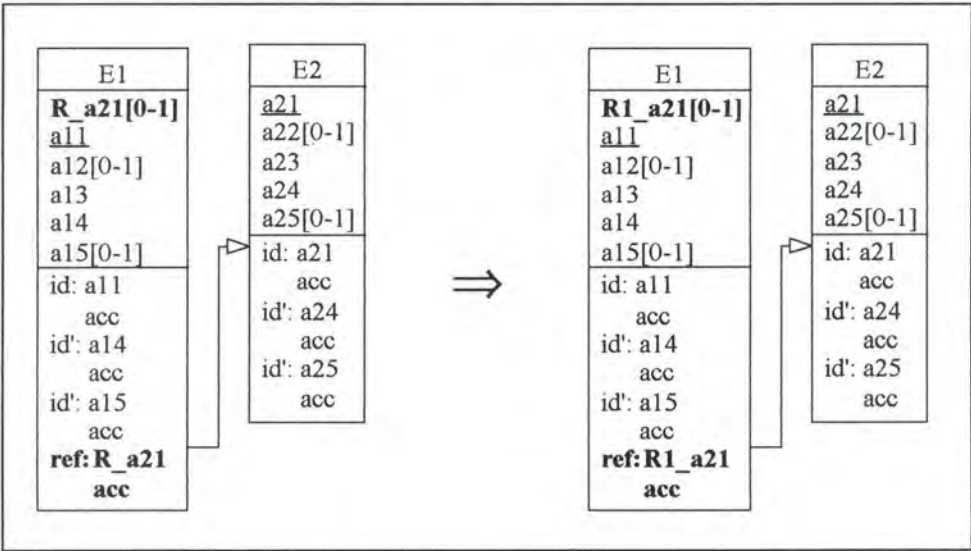 E1
R_a21[0-1]
a11
a12[0-1]
a13
a14
a15[0-1]
id: a11
acc
id': a14
acc
id': a15
acc
ref: R_a21
acc
E2
a21
a22[0-1]
a23
a24
a25[0-1]
id: a21
acc
id': a24
acc
id': a25
acc
⇒
E1
R1_a21[0-1]
a11
a12[0-1]
a13
a14
a15[0-1]
id: a11
acc
id': a14
acc
id': a15
acc
ref: R1_a21
acc
E2
a21
a22[0-1]
a23
a24
a25[0-1]
id: a21
acc
id': a24
acc
id': a25
acc